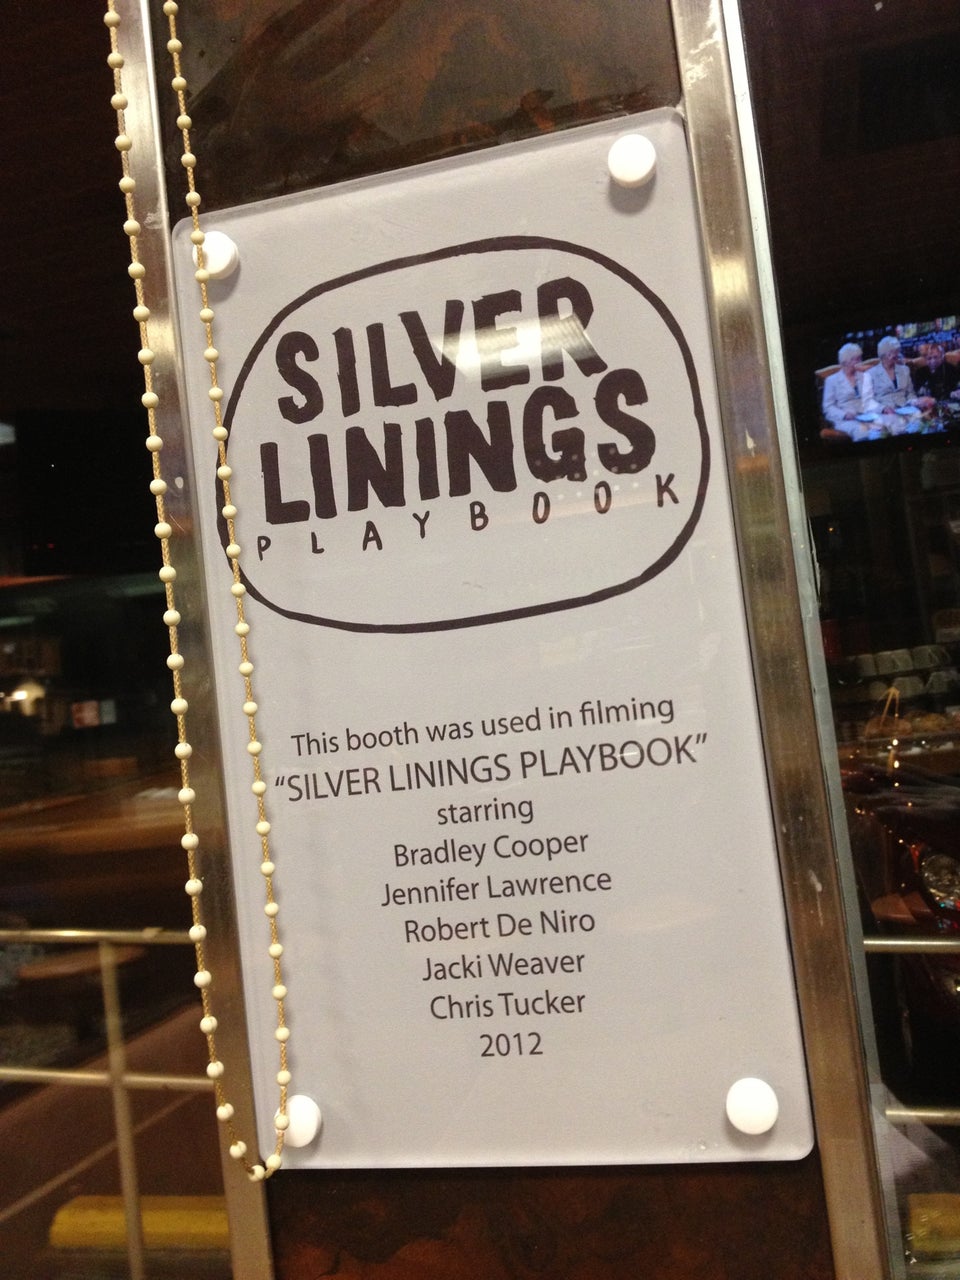 SILVER
LININGS
PLAYBOOK
This booth was used in filming
“SILVER LININGS PLAYBOOK”
starring
Bradley Cooper
Jennifer Lawrence
Robert De Niro
Jacki Weaver
Chris Tucker
2012